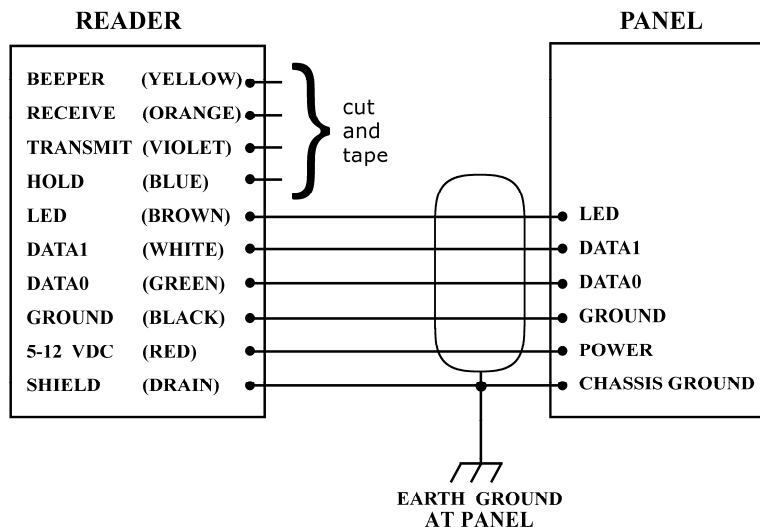 READER
PANEL
BEEPER (YELLOW)
RECEIVE (ORANGE)
TRANSMIT (VIOLET)
HOLD (BLUE)
cut
and
tape
LED (BROWN)
DATA1 (WHITE)
DATA0 (GREEN)
GROUND (BLACK)
5-12 VDC (RED)
SHIELD (DRAIN)
LED
DATA1
DATA0
GROUND
POWER
CHASSIS GROUND
EARTH GROUND
AT PANEL